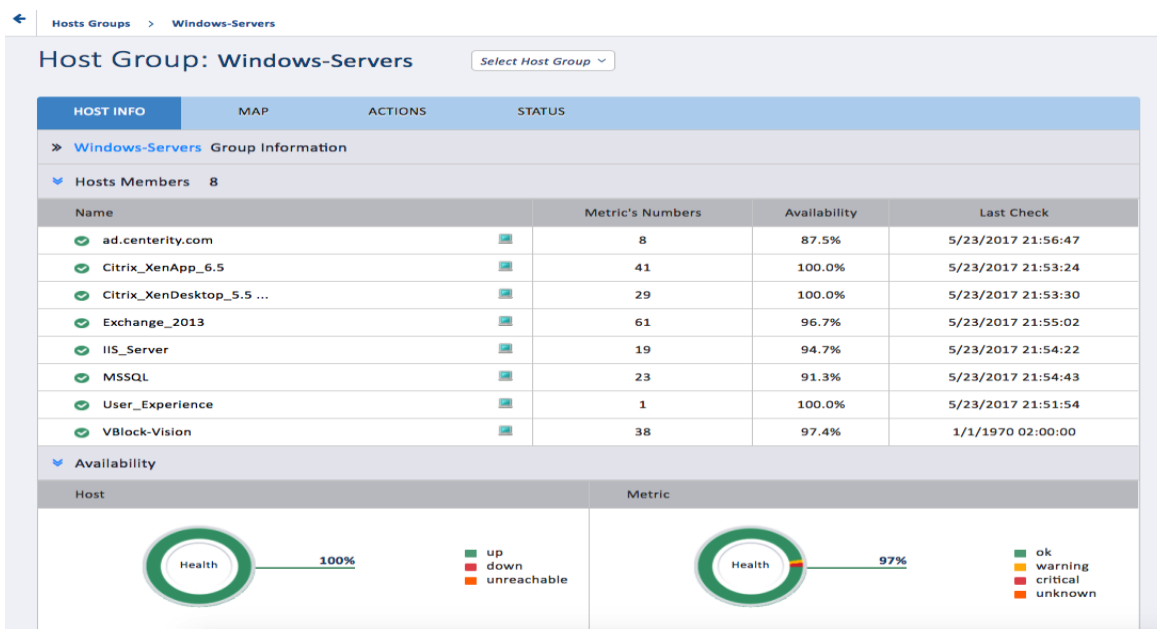 Hosts Groups > Windows-Servers
Host Group: Windows-Servers Select Host Group
HOST INFO MAP ACTIONS STATUS
Windows-Servers Group Information
Hosts Members 8
Name Metric's Numbers Availability Last Check
ad.centerity.com 8 87.5% 5/23/2017 21:56:47
Citrix_XenApp_6.5 41 100.0% 5/23/2017 21:53:24
Citrix_XenDesktop_5.5 ... 29 100.0% 5/23/2017 21:53:30
Exchange_2013 61 96.7% 5/23/2017 21:55:02
IIS_Server 19 94.7% 5/23/2017 21:54:22
MSSQL 23 91.3% 5/23/2017 21:54:43
User_Experience 1 100.0% 5/23/2017 21:51:54
VBlock-Vision 38 97.4% 1/1/1970 02:00:00
Availability
Host Metric
Health 100% up
down
unreachable
Health 97% ok
warning
critical
unknown